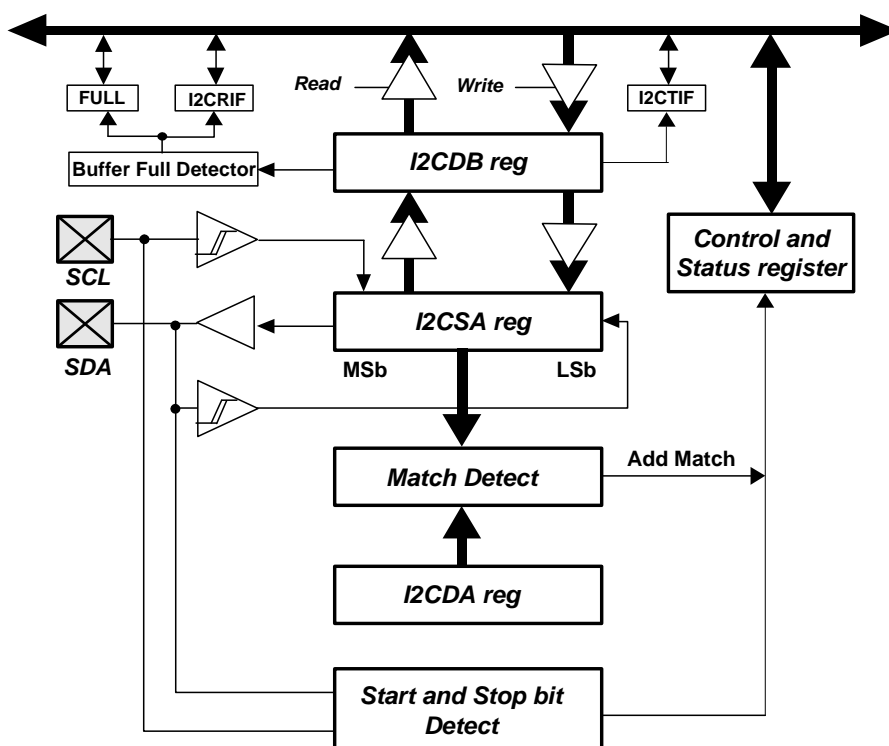 Read
Write
FULL
I2CRIF
I2CTIF
I2CDB reg
Buffer Full Detector
Control and
Status register
SCL
I2CSA reg
SDA
MSb
LSb
Match Detect
Add Match
I2CDA reg
Start and Stop bit
Detect